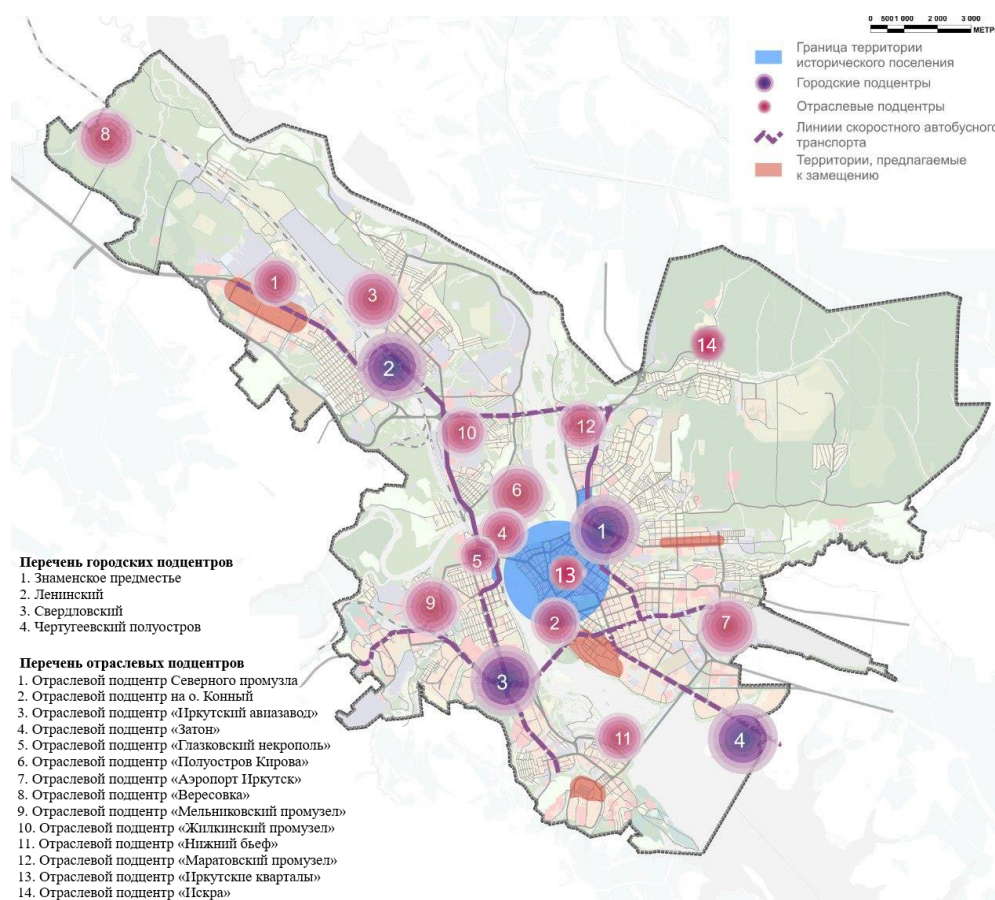 0 500 1 000 2 000 3 000
МЕТР
Граница территории
исторического поселения
Городские подцентры
Отраслевые подцентры
Линиии скоростного автобусного
транспорта
Территории, предлагаемые
к замещению
8
1
3
2
14
10
12
6
4
1
5
13
9
2
7
3
11
4
Перечень городских подцентров
1. Знаменское предместье
2. Ленинский
3. Свердловский
4. Чертугеевский полуостров
Перечень отраслевых подцентров
1. Отраслевой подцентр Северного промузла
2. Отраслевой подцентр на о. Конный
3. Отраслевой подцентр «Иркутский авиазавод»
4. Отраслевой подцентр «Затон»
5. Отраслевой подцентр «Глазковский некрополь»
6. Отраслевой подцентр «Полуостров Кирова»
7. Отраслевой подцентр «Аэропорт Иркутск»
8. Отраслевой подцентр «Вересовка»
9. Отраслевой подцентр «Мельниковский промузел»
10. Отраслевой подцентр «Жилкинский промузел»
11. Отраслевой подцентр «Нижний бьеф»
12. Отраслевой подцентр «Маратовский промузел»
13. Отраслевой подцентр «Иркутские кварталы»
14. Отраслевой подцентр «Искра»